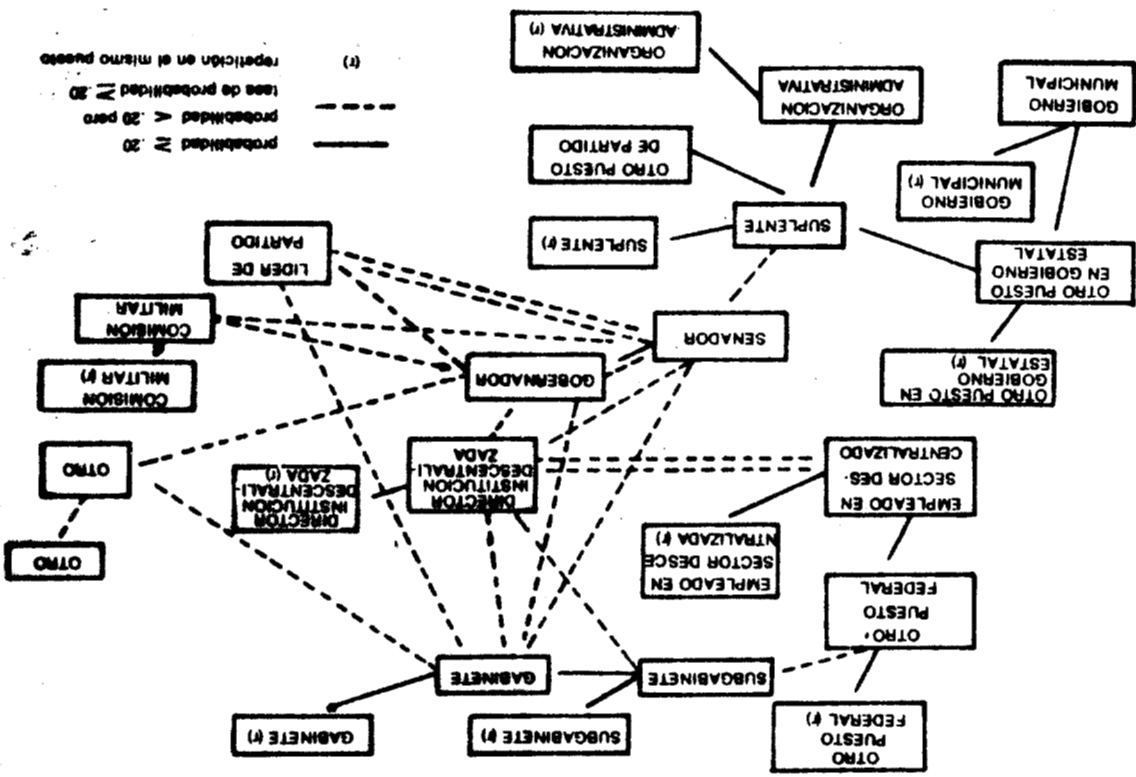 OTRO
PUESTO
FEDERAL (r)
SUBGABINETE (r)
GABINETE (r)
OTRO
PUESTO
FEDERAL
SUBGABINETE
GABINETE
EMPLEADO EN
SECTOR DESCE
NTRALIZADA (r)
OTRO
EMPLEADO EN
SECTOR DES-
CENTRALIZADO
DIRECTOR
INSTITUCION
DESCENTRALI-
ZADA
DIRECTOR
INSTITUCION
DESCENTRALI-
ZADA (r)
OTRO
OTRO PUESTO EN
GOBIERNO
ESTATAL (r)
GOBERNADOR
COMISIÓN
MILITAR (r)
SENADOR
COMISIÓN
MILITAR
OTRO PUESTO
EN GOBIERNO
ESTATAL
SUPLENTE
SUPLENTE (r)
LIDER DE
PARTIDO
GOBIERNO
MUNICIPAL (r)
OTRO PUESTO
DE PARTIDO
GOBIERNO
MUNICIPAL
ORGANIZACION
ADMINISTRATIVA
ORGANIZACION
ADMINISTRATIVA (r)
probabilidad ≥ .20
probabilidad < .20 pero
tasa de probabilidad ≥ .20
(r) repetición en el mismo puesto